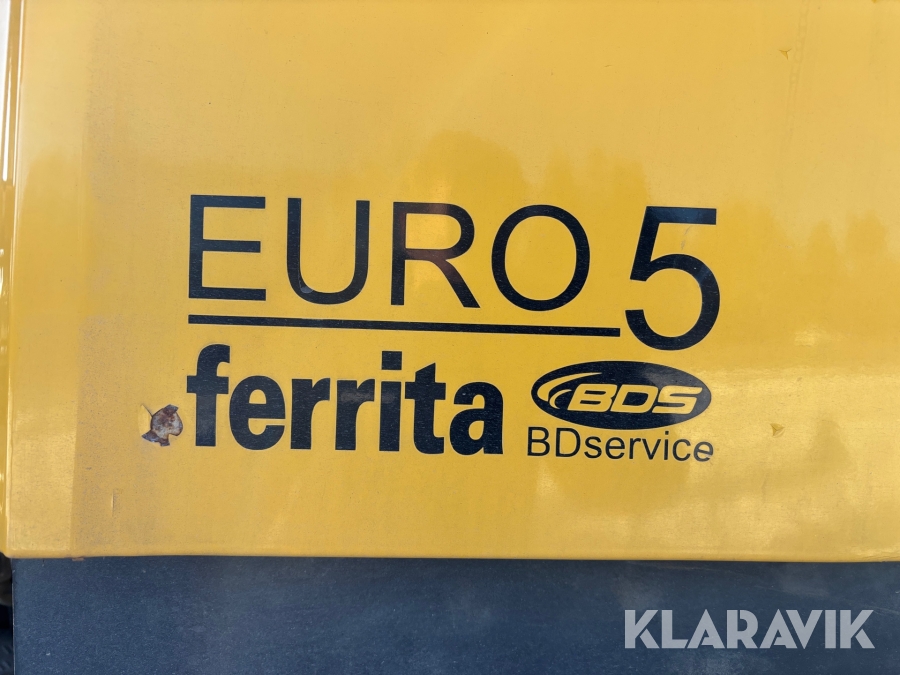 EURO 5
ferrita
BDS
BDservice
KLARAVIK